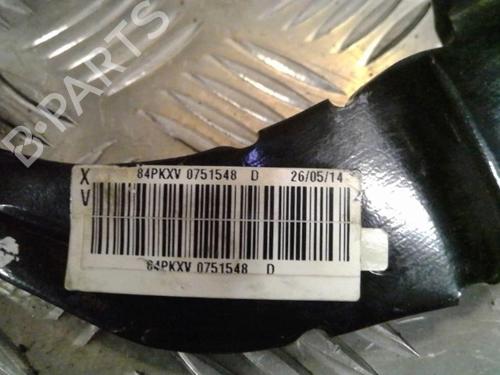 B-PARTS
X 84PKXV 0751548 D 26/05/14
V
84PKXV 0751548 D